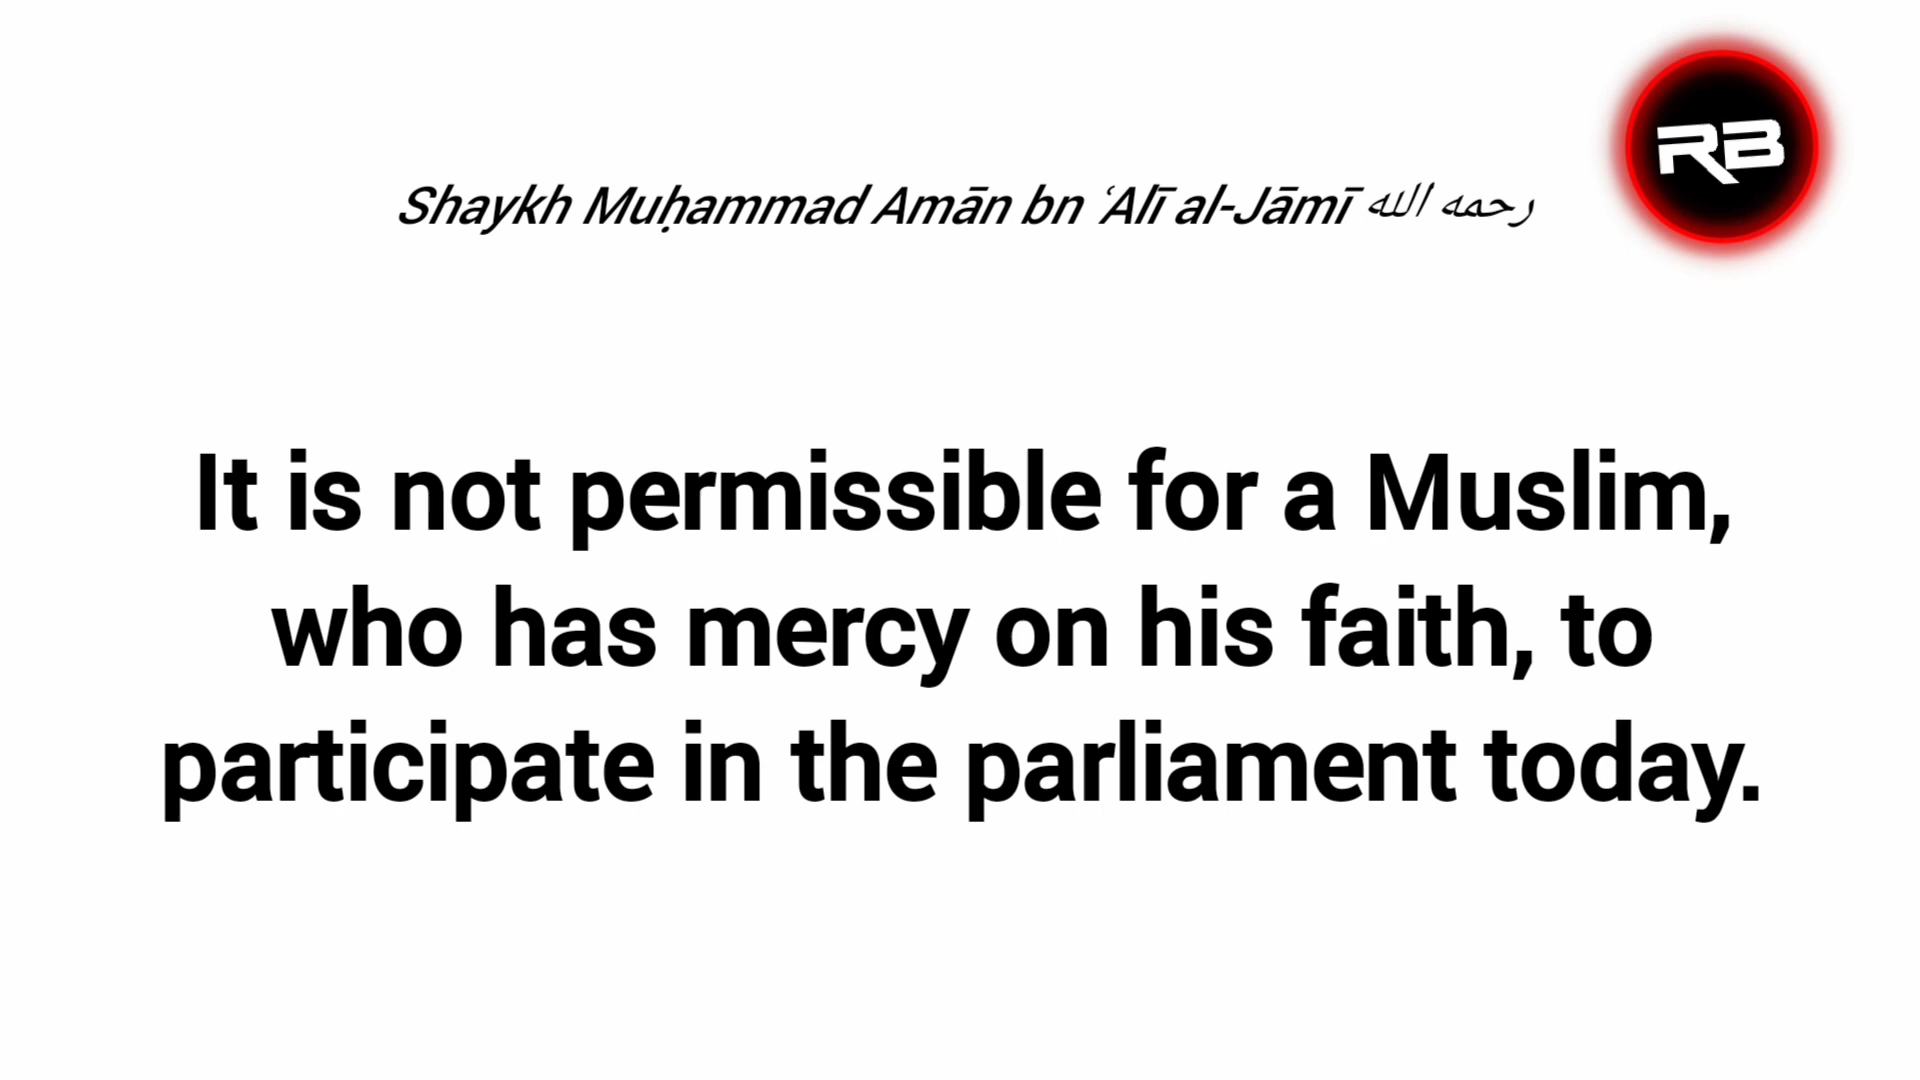 RB
Shaykh Muḥammad Amān bn ʿAlī al-Jāmī رحمه الله
It is not permissible for a Muslim,
who has mercy on his faith, to
participate in the parliament today.